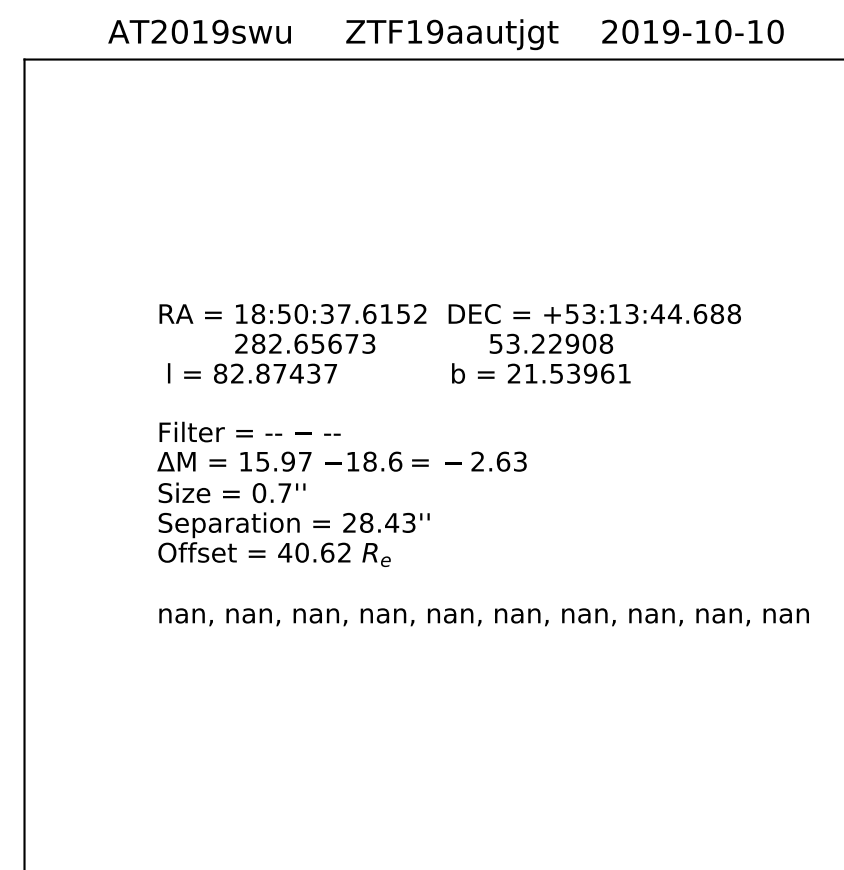 AT2019swu ZTF19aautjgt 2019-10-10
RA = 18:50:37.6152 DEC = +53:13:44.688
282.65673 53.22908
l = 82.87437 b = 21.53961
Filter = -- − --
ΔM = 15.97 −18.6 = − 2.63
Size = 0.7''
Separation = 28.43''
Offset = 40.62 Re
nan, nan, nan, nan, nan, nan, nan, nan, nan, nan